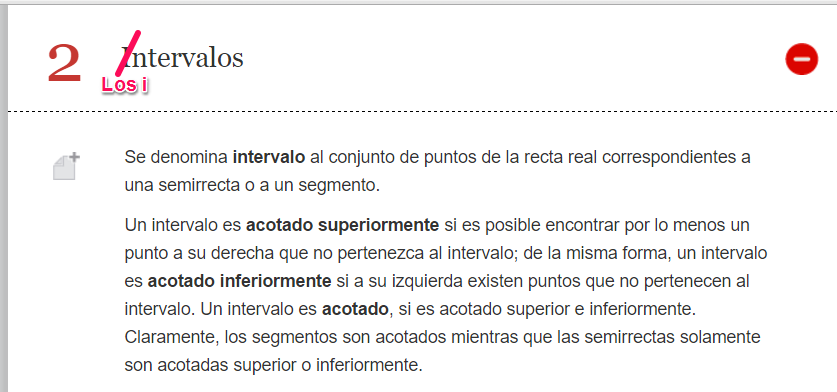 2 Intervalos
Los i
Se denomina intervalo al conjunto de puntos de la recta real correspondientes a
una semirrecta o a un segmento.
Un intervalo es acotado superiormente si es posible encontrar por lo menos un
punto a su derecha que no pertenezca al intervalo; de la misma forma, un intervalo
es acotado inferiormente si a su izquierda existen puntos que no pertenecen al
intervalo. Un intervalo es acotado, si es acotado superior e inferiormente.
Claramente, los segmentos son acotados mientras que las semirrectas solamente
son acotadas superior o inferiormente.